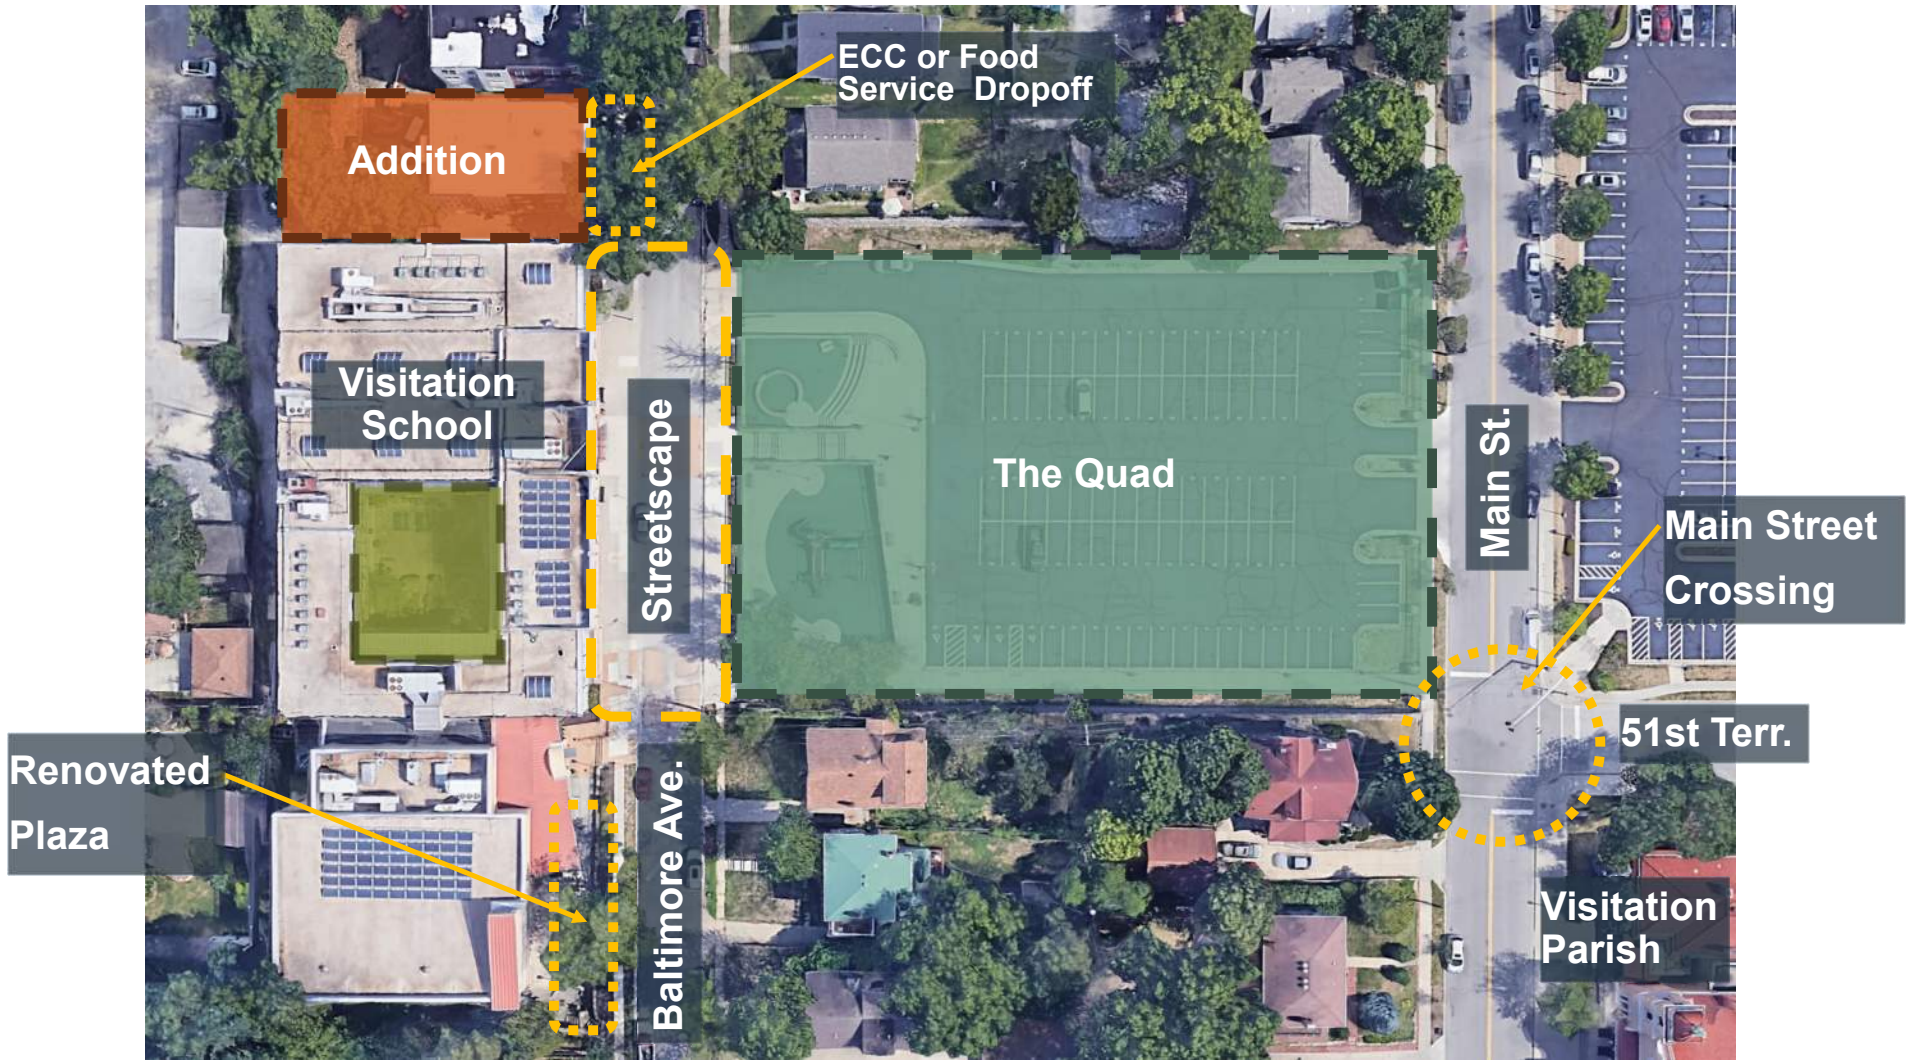 ECC or Food
Service Dropoff
Addition
Visitation
School
Streetscape
The Quad
Main St.
Main Street
Crossing
51st Terr.
Renovated
Plaza
Baltimore Ave.
Visitation
Parish